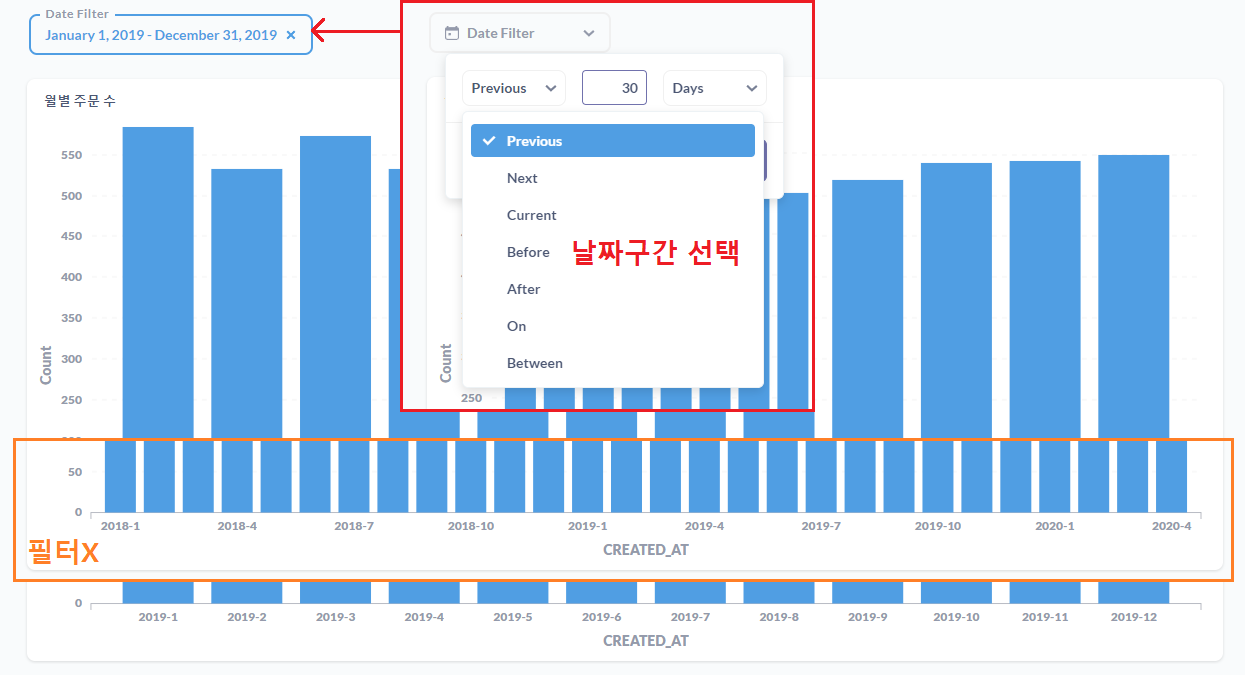 Date Filter
January 1, 2019 - December 31, 2019 ×
Date Filter
Previous 30 Days
월별 주문 수
Previous
Next
Current
Before
날짜구간 선택
After
On
Between
550
500
450
400
350
300
250
Count
Count
250
50
0
2018-1 2018-4 2018-7 2018-10 2019-1 2019-4 2019-7 2019-10 2020-1 2020-4
CREATED_AT
필터X
0
2019-1 2019-2 2019-3 2019-4 2019-5 2019-6 2019-7 2019-8 2019-9 2019-10 2019-11 2019-12
CREATED_AT